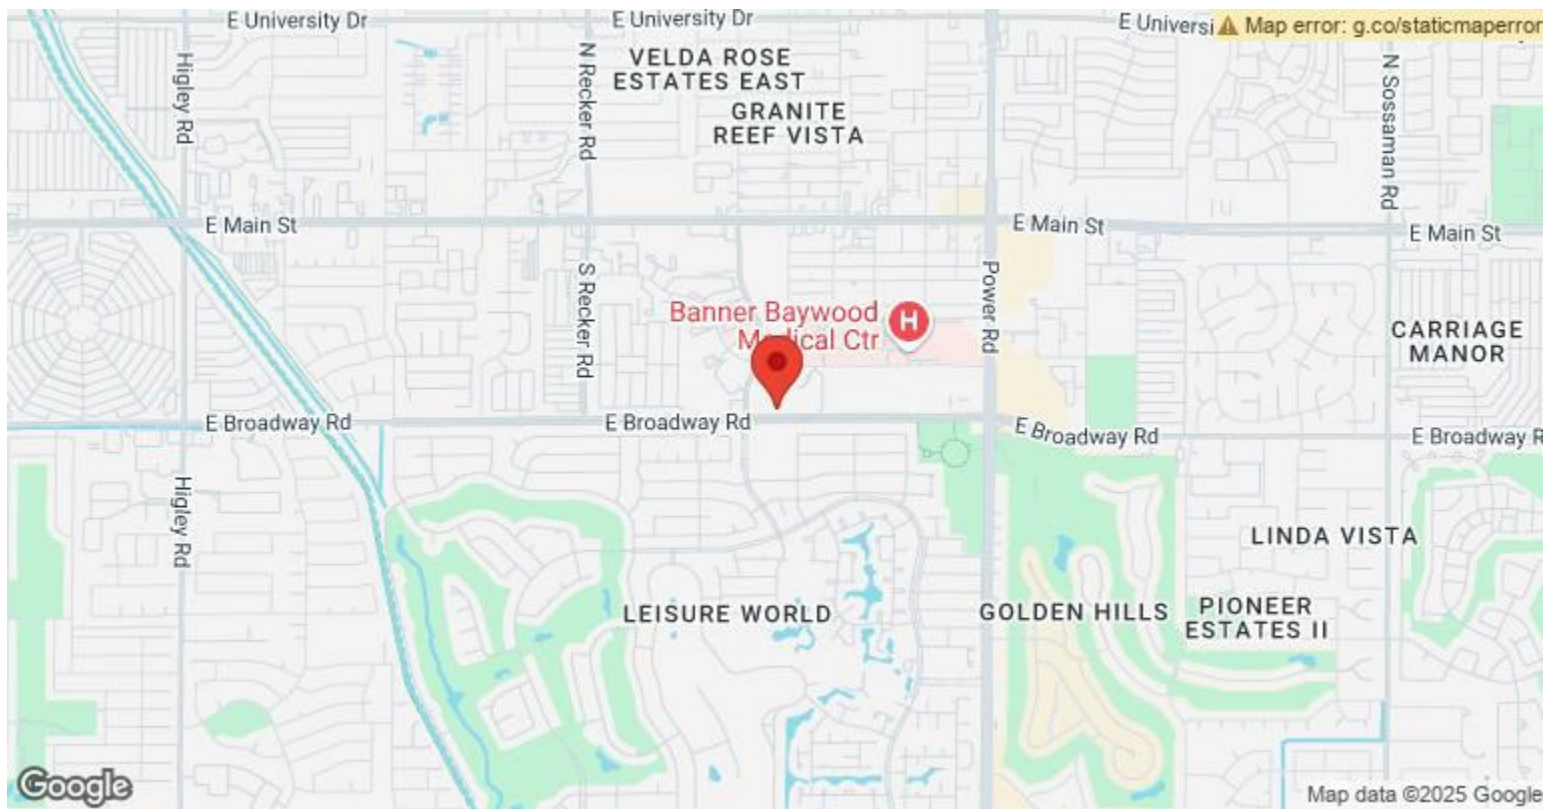 E University Dr
E University Dr
E Universi
Map error: g.co/staticmaperror
Higley Rd
N Recker Rd
VELDA ROSE
ESTATES EAST
GRANITE
REEF VISTA
N Sossaman Rd
E Main St
E Main St
E Main St
S Recker Rd
Banner Baywood
Medical Ctr
H
Power Rd
CARRIAGE
MANOR
E Broadway Rd
E Broadway Rd
E Broadway Rd
E Broadway R
Higley Rd
LINDA VISTA
LEISURE WORLD
GOLDEN HILLS
PIONEER
ESTATES II
Google
Map data ©2025 Google